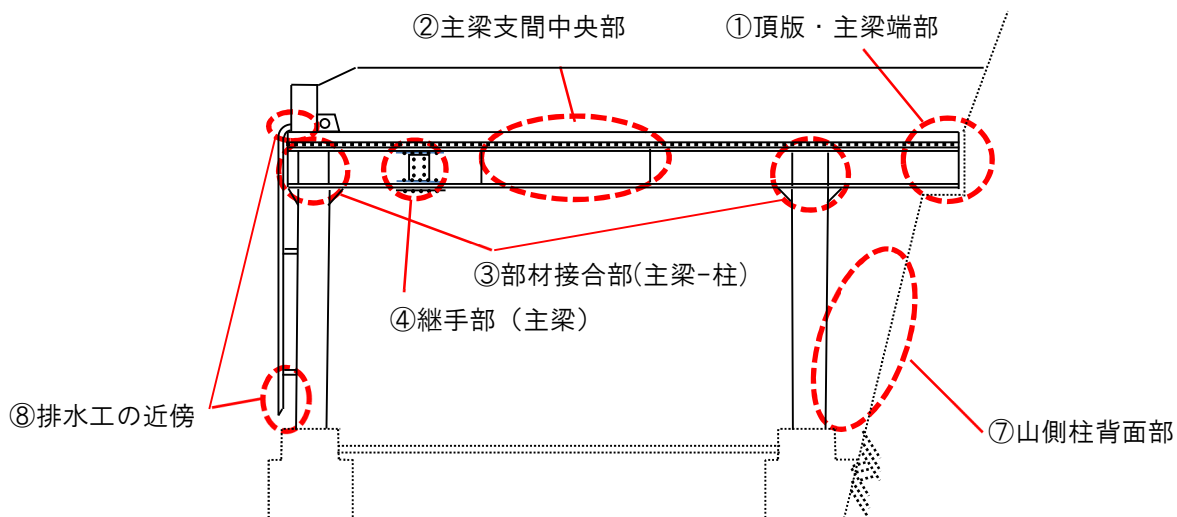 ②主梁支間中央部
①頂版・主梁端部
③部材接合部(主梁-柱)
④継手部（主梁）
⑧排水工の近傍
⑦山側柱背面部